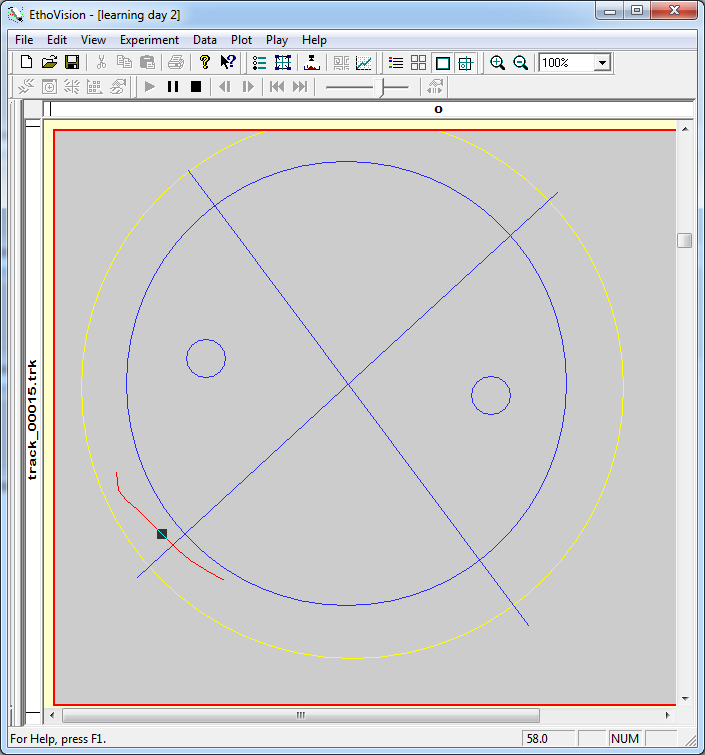 EthoVision - [learning day 2]
File Edit View Experiment Data Plot Play Help
100%
0
track_00015.trk
For Help, press F1.
58.0
NUM